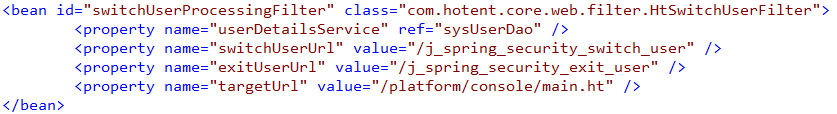 <bean id="switchUserProcessingFilter" class="com.hotent.core.web.filter.HtSwitchUserFilter">
<property name="userDetailsService" ref="sysUserDao" />
<property name="switchUserUrl" value="/j_spring_security_switch_user" />
<property name="exitUserUrl" value="/j_spring_security_exit_user" />
<property name="targetUrl" value="/platform/console/main.ht" />
</bean>